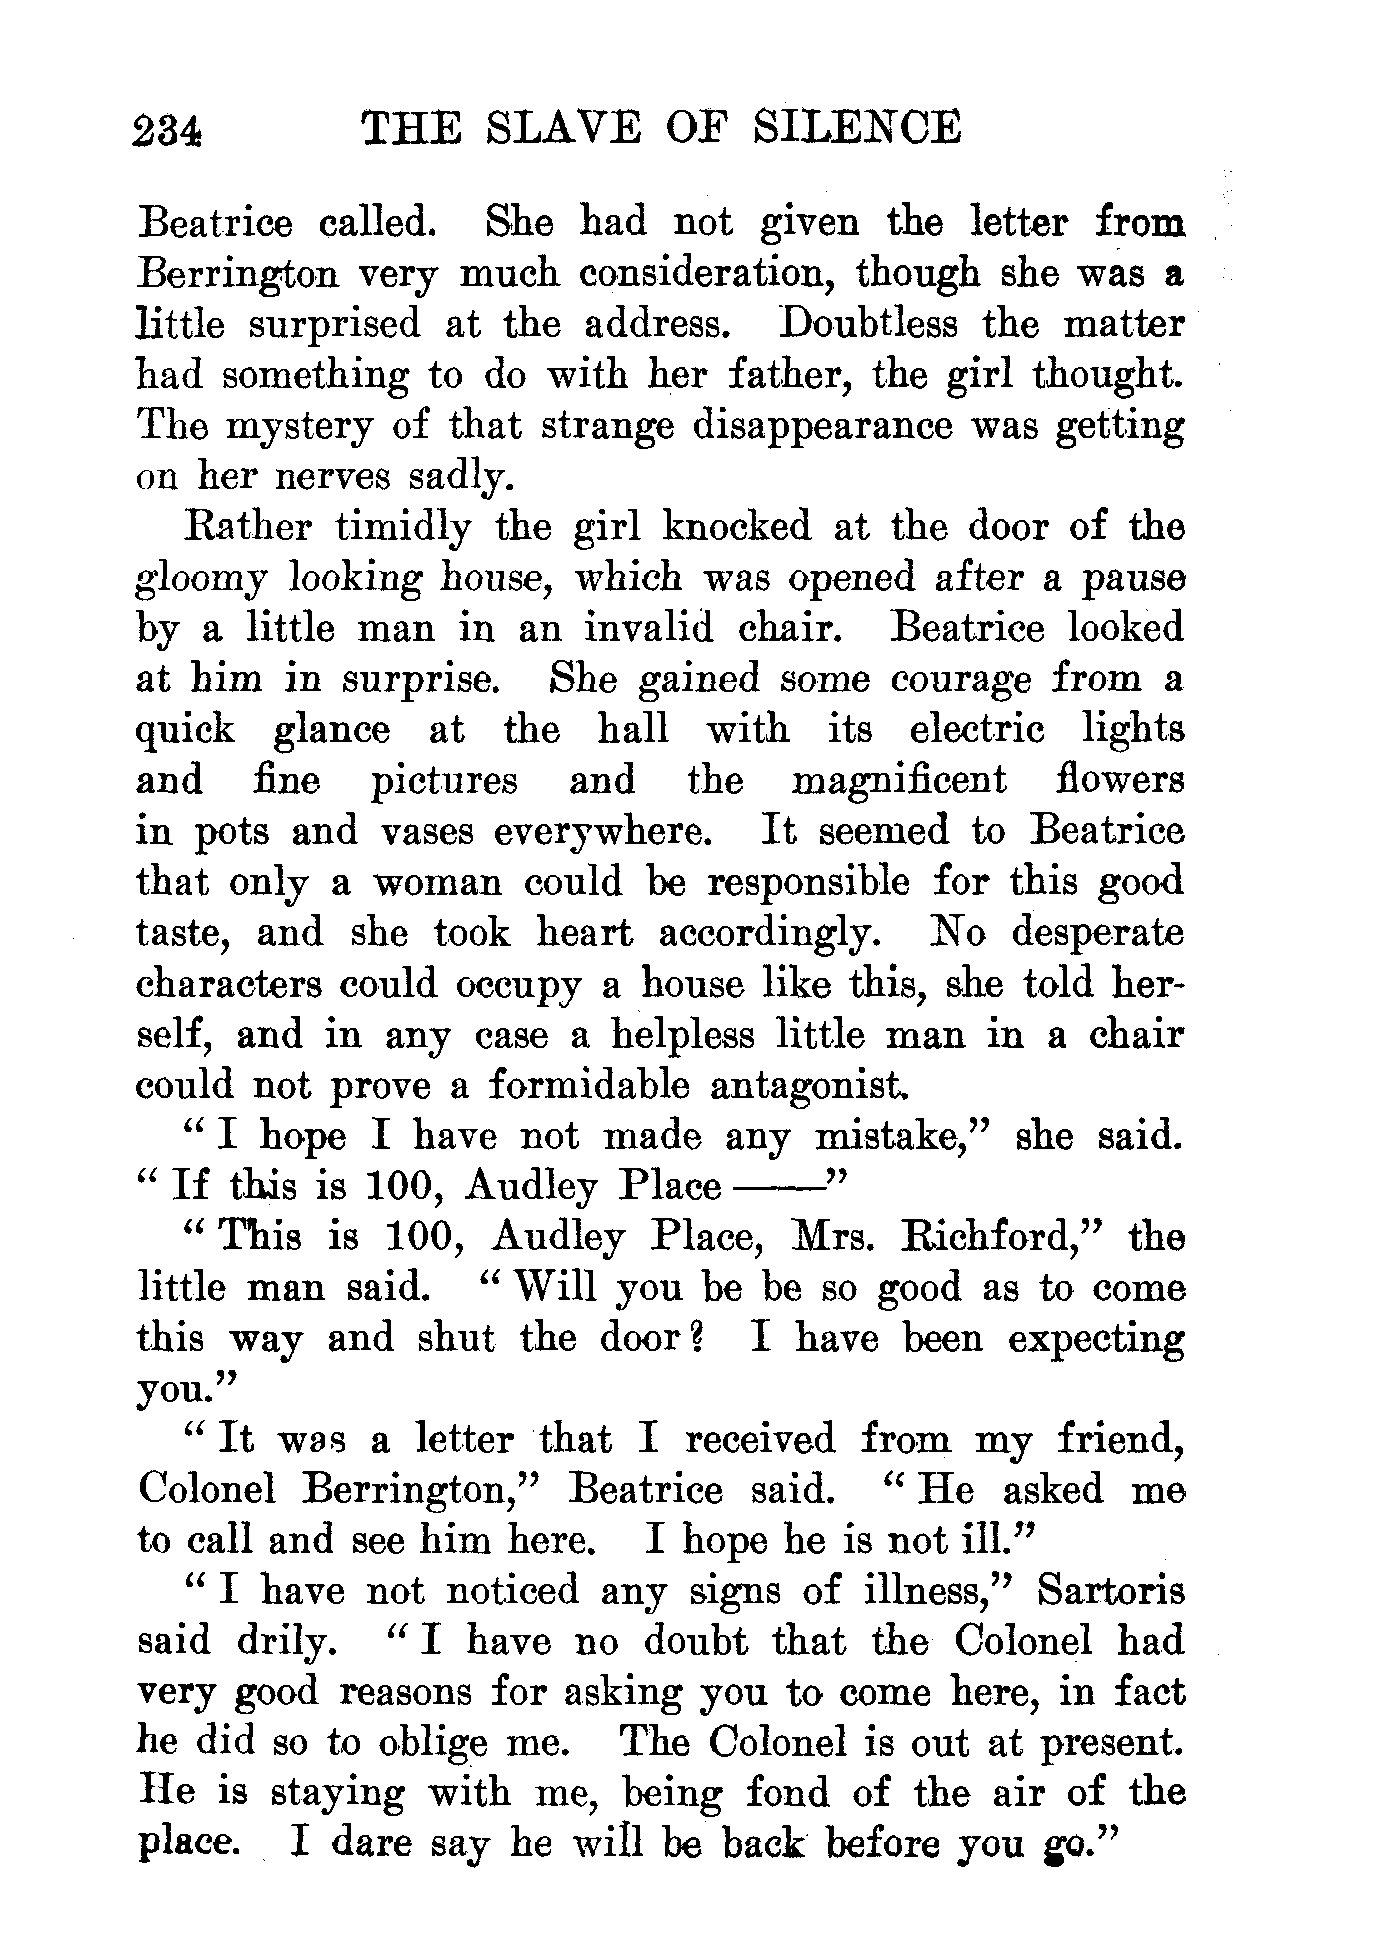 234 THE SLAVE OF SILENCE
Beatrice called. She had not given the letter from
Berrington very much consideration, though she was a
little surprised at the address. Doubtless the matter
had something to do with her father, the girl thought.
The mystery of that strange disappearance was getting
on her nerves sadly.
Rather timidly the girl knocked at the door of the
gloomy looking house, which was opened after a pause
by a little man in an invalid chair. Beatrice looked
at him in surprise. She gained some courage from a
quick glance at the hall with its electric lights
and fine pictures and the magnificent flowers
in pots and vases everywhere. It seemed to Beatrice
that only a woman could be responsible for this good
taste, and she took heart accordingly. No desperate
characters could occupy a house like this, she told her-
self, and in any case a helpless little man in a chair
could not prove a formidable antagonist.
“ I hope I have not made any mistake,” she said.
“ If this is 100, Audley Place ——”
“ This is 100, Audley Place, Mrs. Richford,” the
little man said. “ Will you be be so good as to come
this way and shut the door? I have been expecting
you.”
“ It was a letter that I received from my friend,
Colonel Berrington,” Beatrice said. “ He asked me
to call and see him here. I hope he is not ill.”
“ I have not noticed any signs of illness,” Sartoris
said drily. “ I have no doubt that the Colonel had
very good reasons for asking you to come here, in fact
he did so to oblige me. The Colonel is out at present.
He is staying with me, being fond of the air of the
place. I dare say he will be back before you go.”